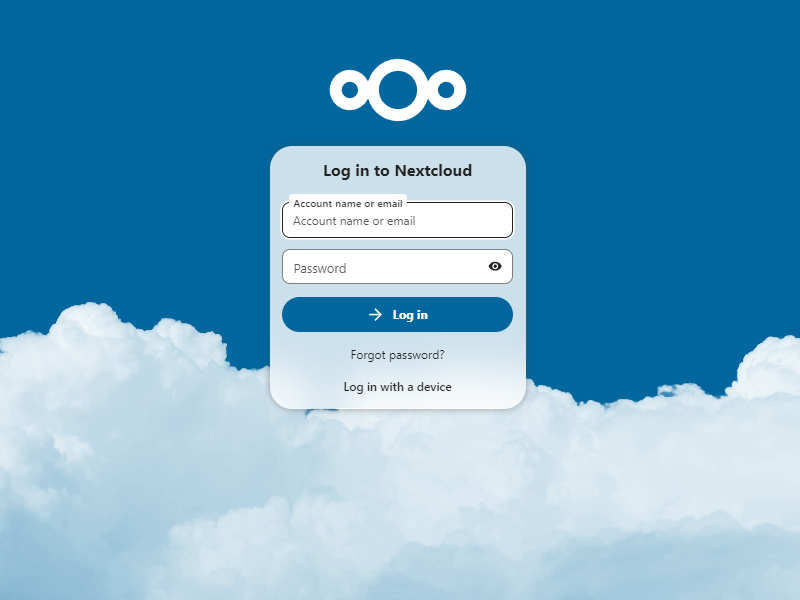 Log in to Nextcloud
Account name or email
Account name or email
Password
Log in
Forgot password?
Log in with a device